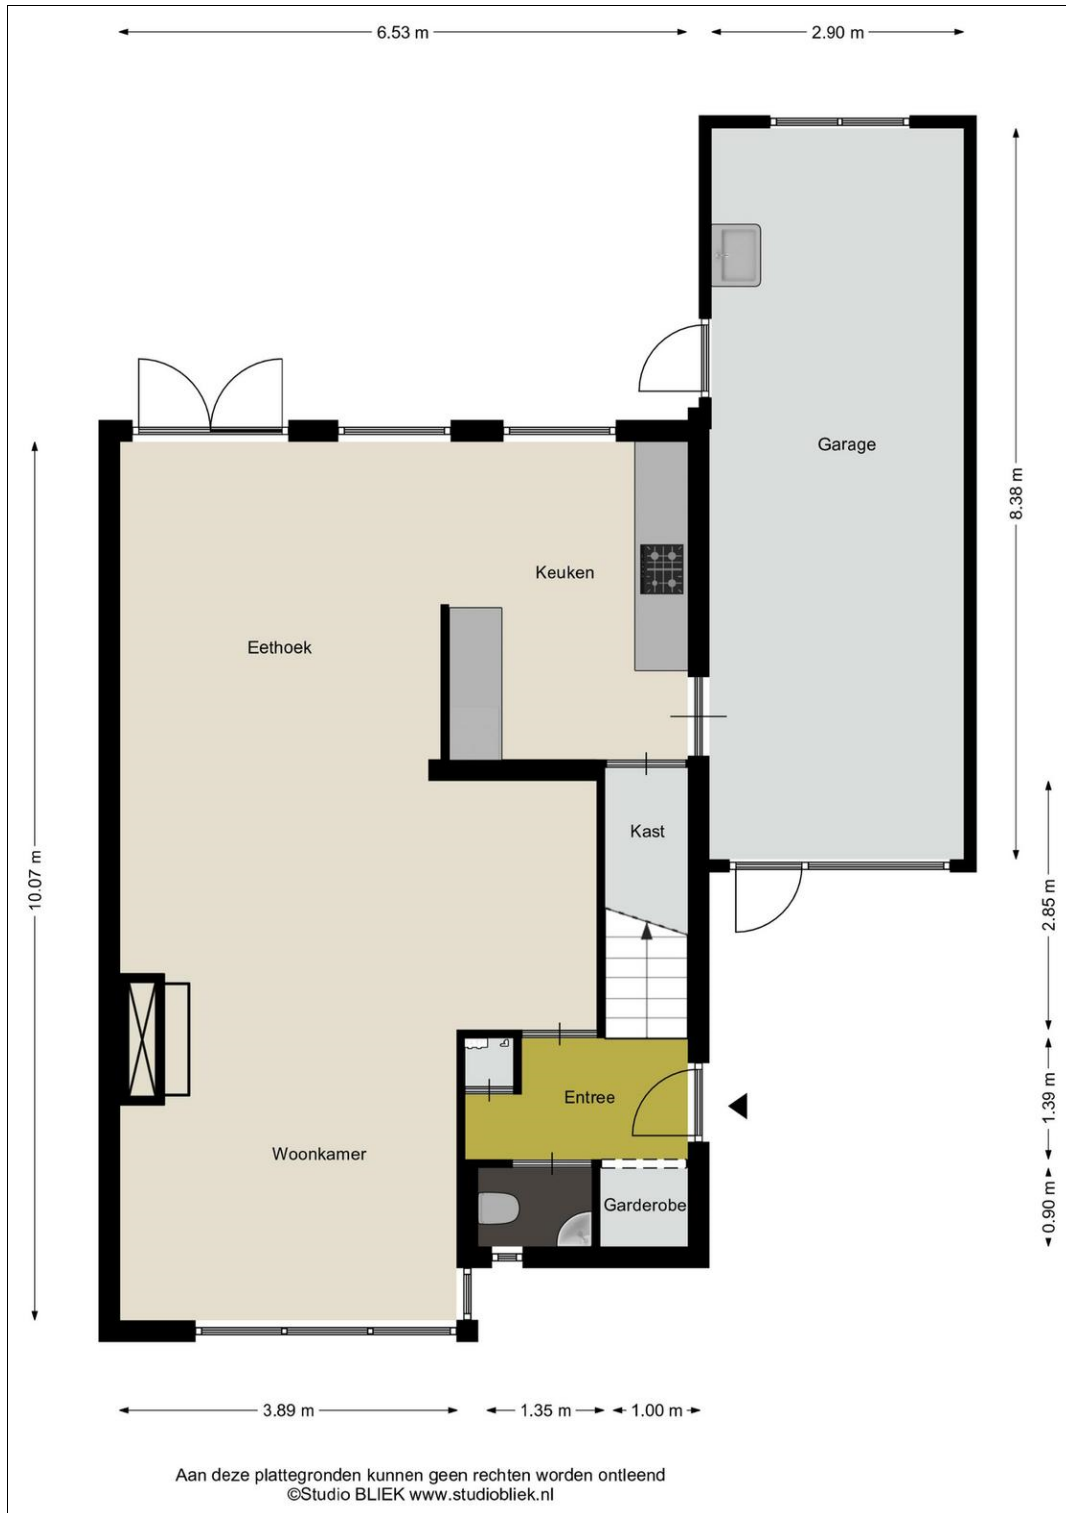 6.53 m
2.90 m
Garage
8.38 m
Keuken
Eethoek
Kast
10.07 m
2.85 m
Entree
1.39 m
Woonkamer
Garderobe
0.90 m
3.89 m
1.35 m
1.00 m
Aan deze plattegronden kunnen geen rechten worden ontleend
©Studio BLIEK www.studiobliek.nl